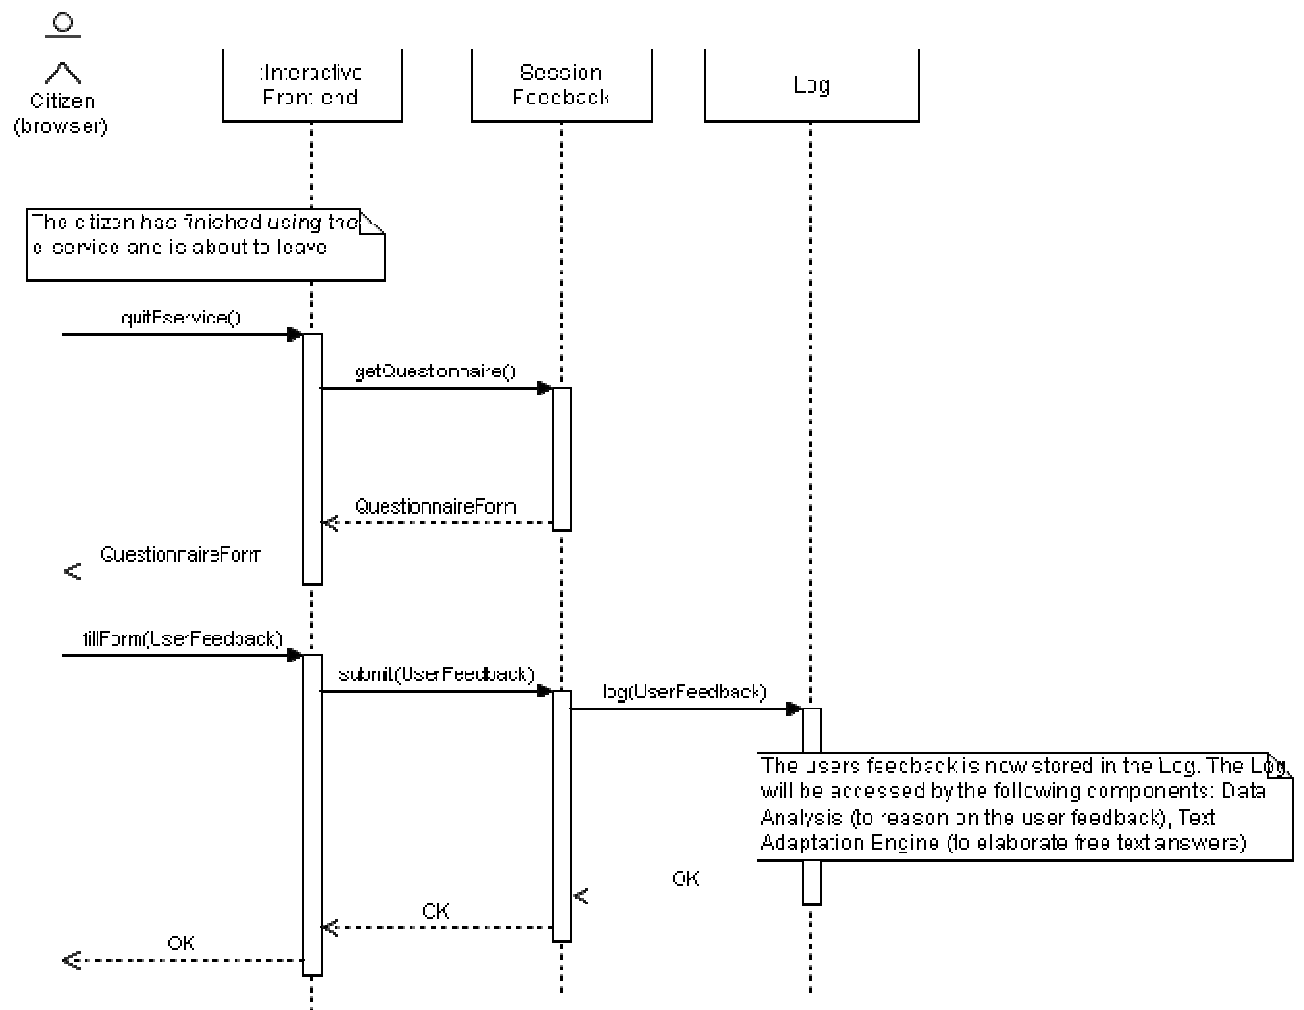 :Interactive
Front-end
Session
Feedback
Log
Citizen
(browser)
The citizen has finished using the
e-service and is about to leave
quitEservice()
getQuestionnaire()
QuestionnaireForm
QuestionnaireForm
fillForm(UserFeedback)
submit(UserFeedback)
log(UserFeedback)
The users feedback is now stored in the Log. The Log,
will be accessed by the following components: Data
Analysis (to reason on the user feedback), Text
Adaptation Engine (to elaborate free text answers)
OK
OK
OK